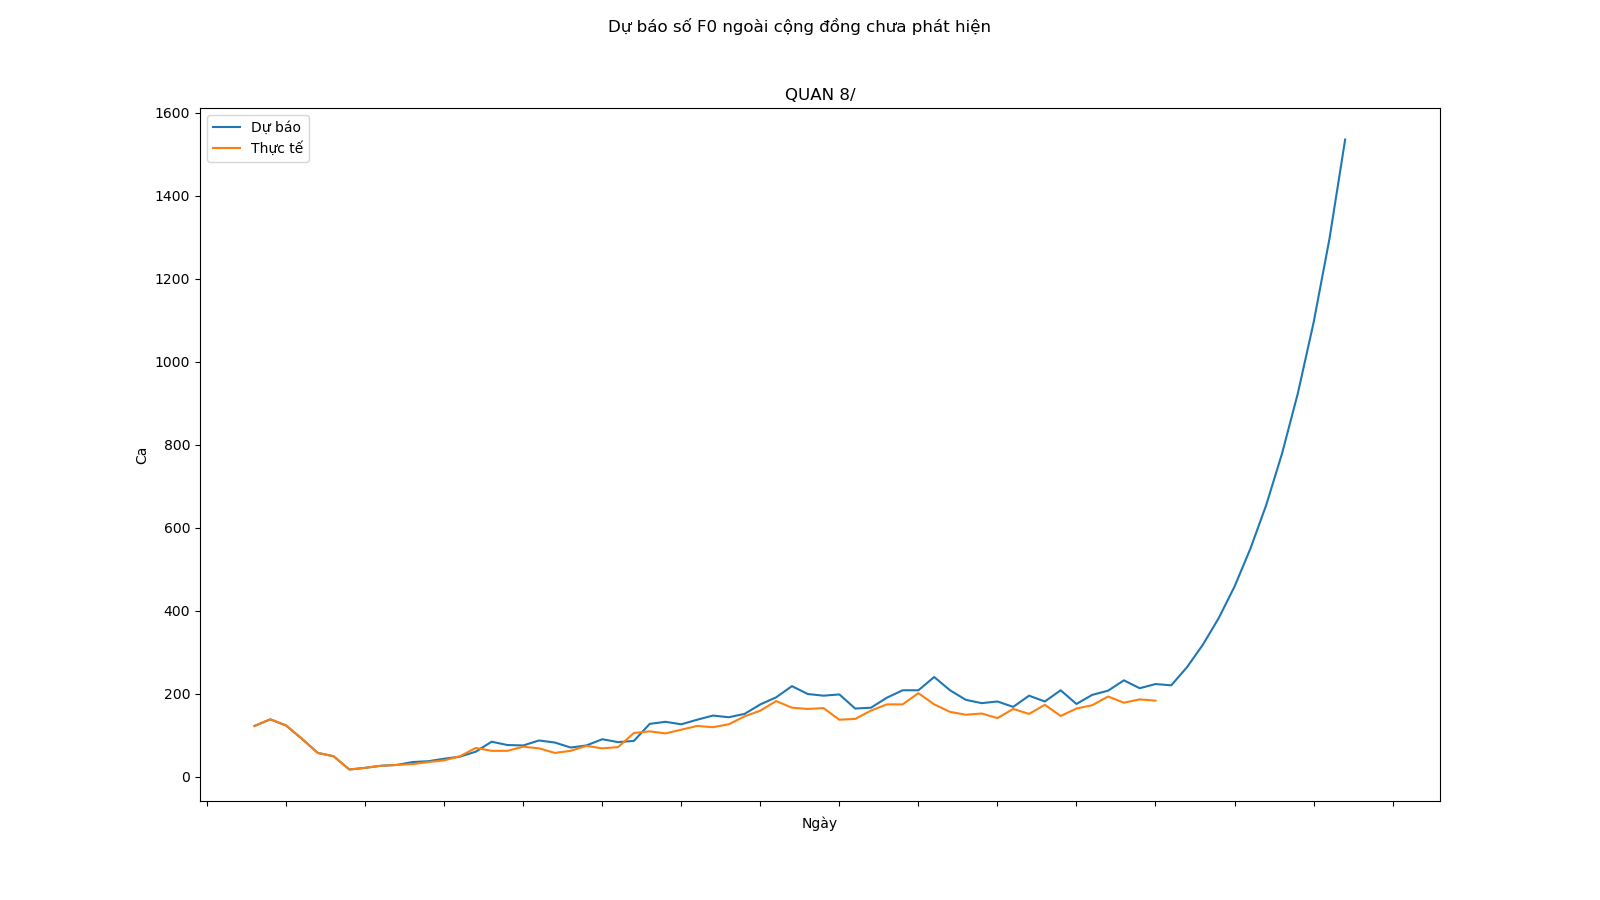 Dự báo số F0 ngoài cộng đồng chưa phát hiện
QUAN 8/
Dự báo
Thực tế
1600
1400
1200
1000
800
600
400
200
0
Ca
Ngày